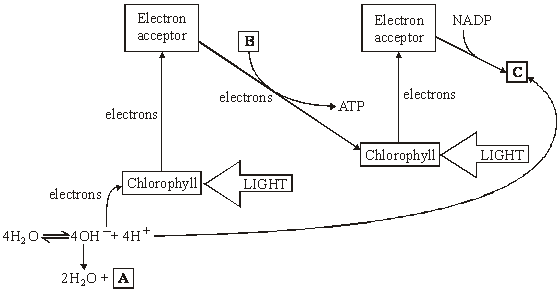 Electron
acceptor
Electron
acceptor
NADP
B
C
electrons
ATP
electrons
electrons
Chlorophyll
LIGHT
Chlorophyll
LIGHT
electrons
4H₂O ⇌ 4OH⁻ + 4H⁺
2H₂O + A